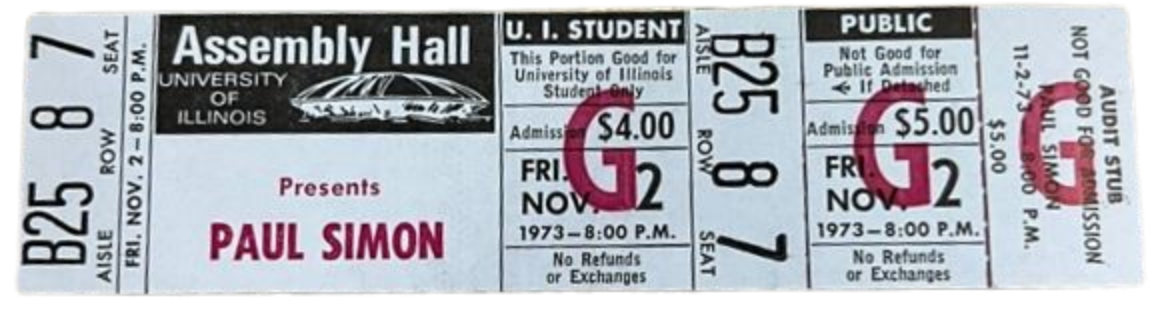 B25 8 7
AISLE ROW SEAT
FRI. NOV. 2 – 8:00 P.M.
Assembly Hall
UNIVERSITY
OF
ILLINOIS
Presents
PAUL SIMON
U. I. STUDENT
This Portion Good for
University of Illinois
Student Only
Admission $4.00
G
FRI.
NOV. 2
1973–8:00 P.M.
No Refunds
or Exchanges
AISLE ROW SEAT
B25 8 7
PUBLIC
Not Good for
Public Admission
If Detached
Admission $5.00
G
FRI.
NOV. 2
1973–8:00 P.M.
No Refunds
or Exchanges
AUDIT STUB
NOT GOOD FOR ADMISSION
PAUL SIMON
11-2-73 – 8:00 P.M.
$5.00
G